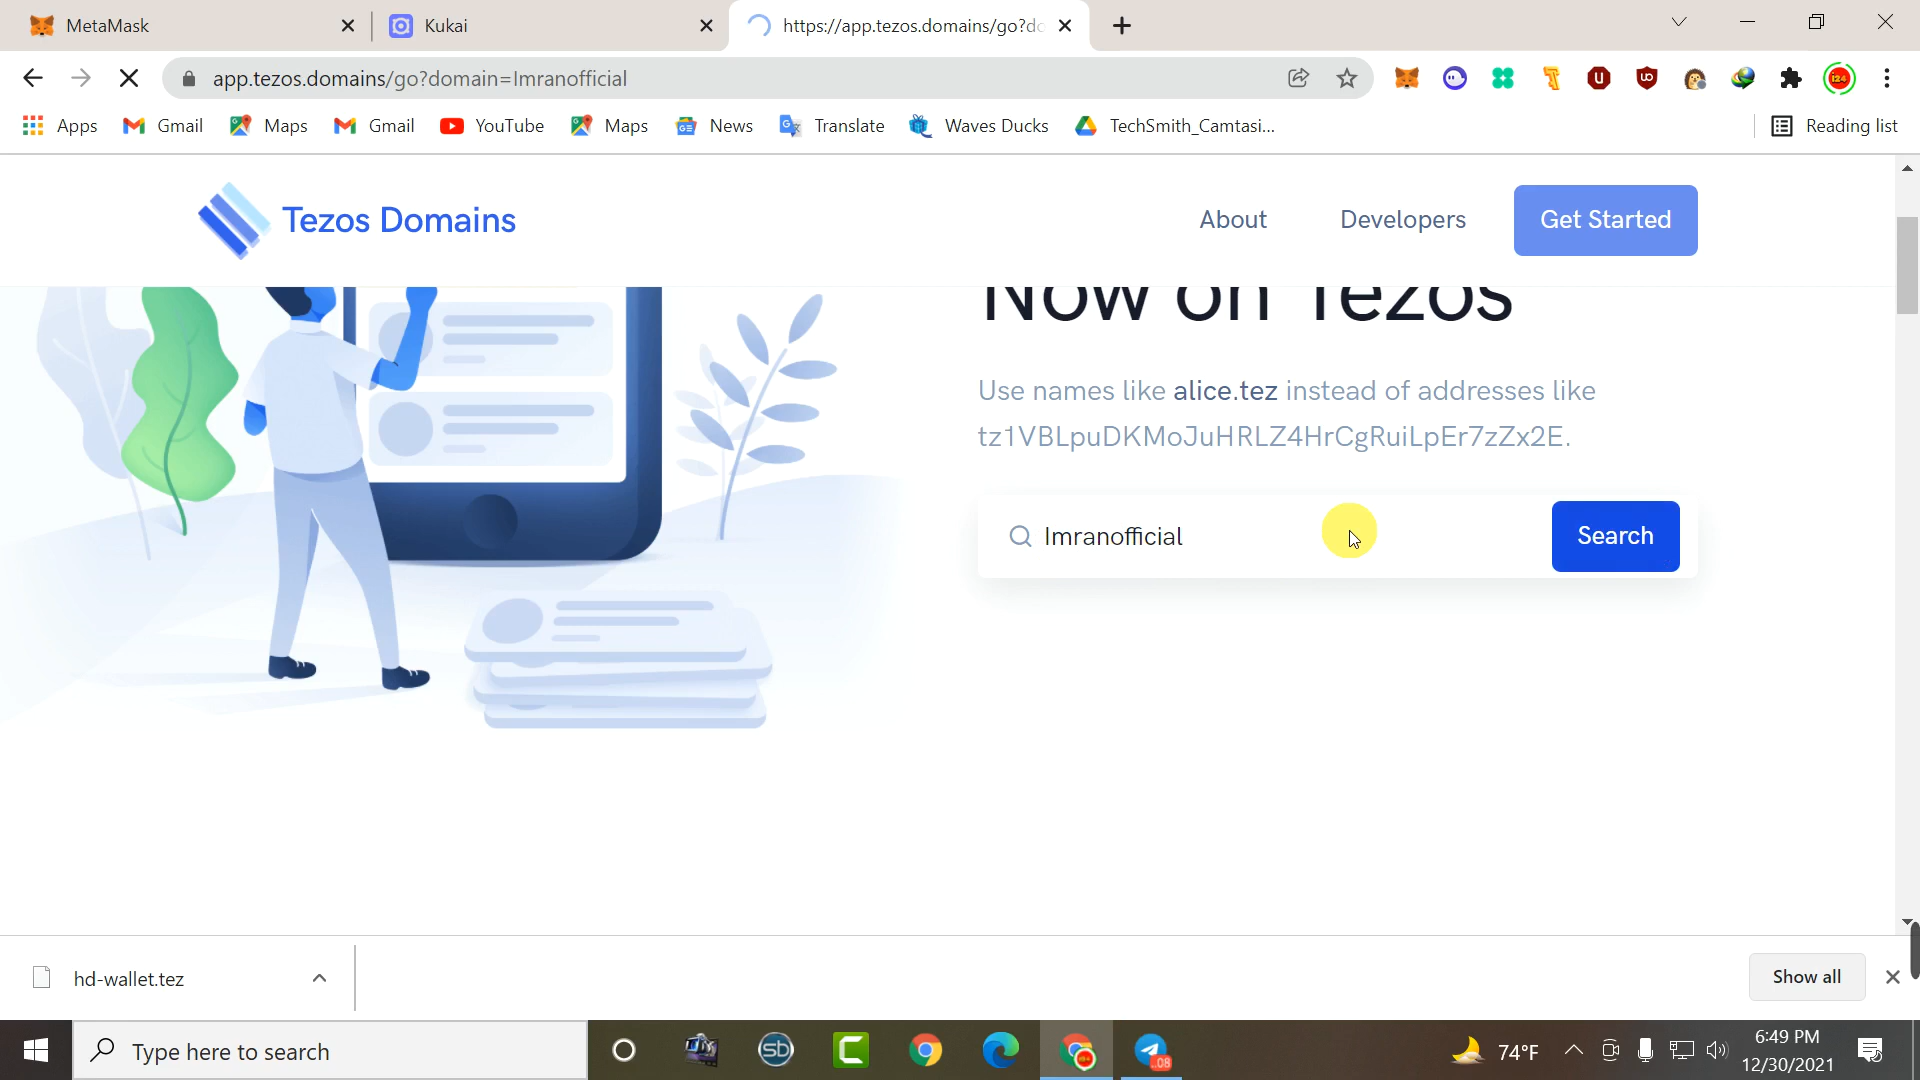 MetaMask
Kukai
https://app.tezos.domains/go?dc
app.tezos.domains/go?domain=Imranofficial
Apps
Gmail
Maps
Gmail
YouTube
Maps
News
Translate
Waves Ducks
TechSmith_Camtasi...
Reading list
Tezos Domains
About
Developers
Get Started
Now on Tezos
Use names like alice.tez instead of addresses like
tz1VBLpuDKMoJuHRLZ4HrCgRuiLpEr7zZx2E.
Imranofficial
Search
hd-wallet.tez
Show all
Type here to search
sb
C
.08
74°F
6:49 PM
12/30/2021